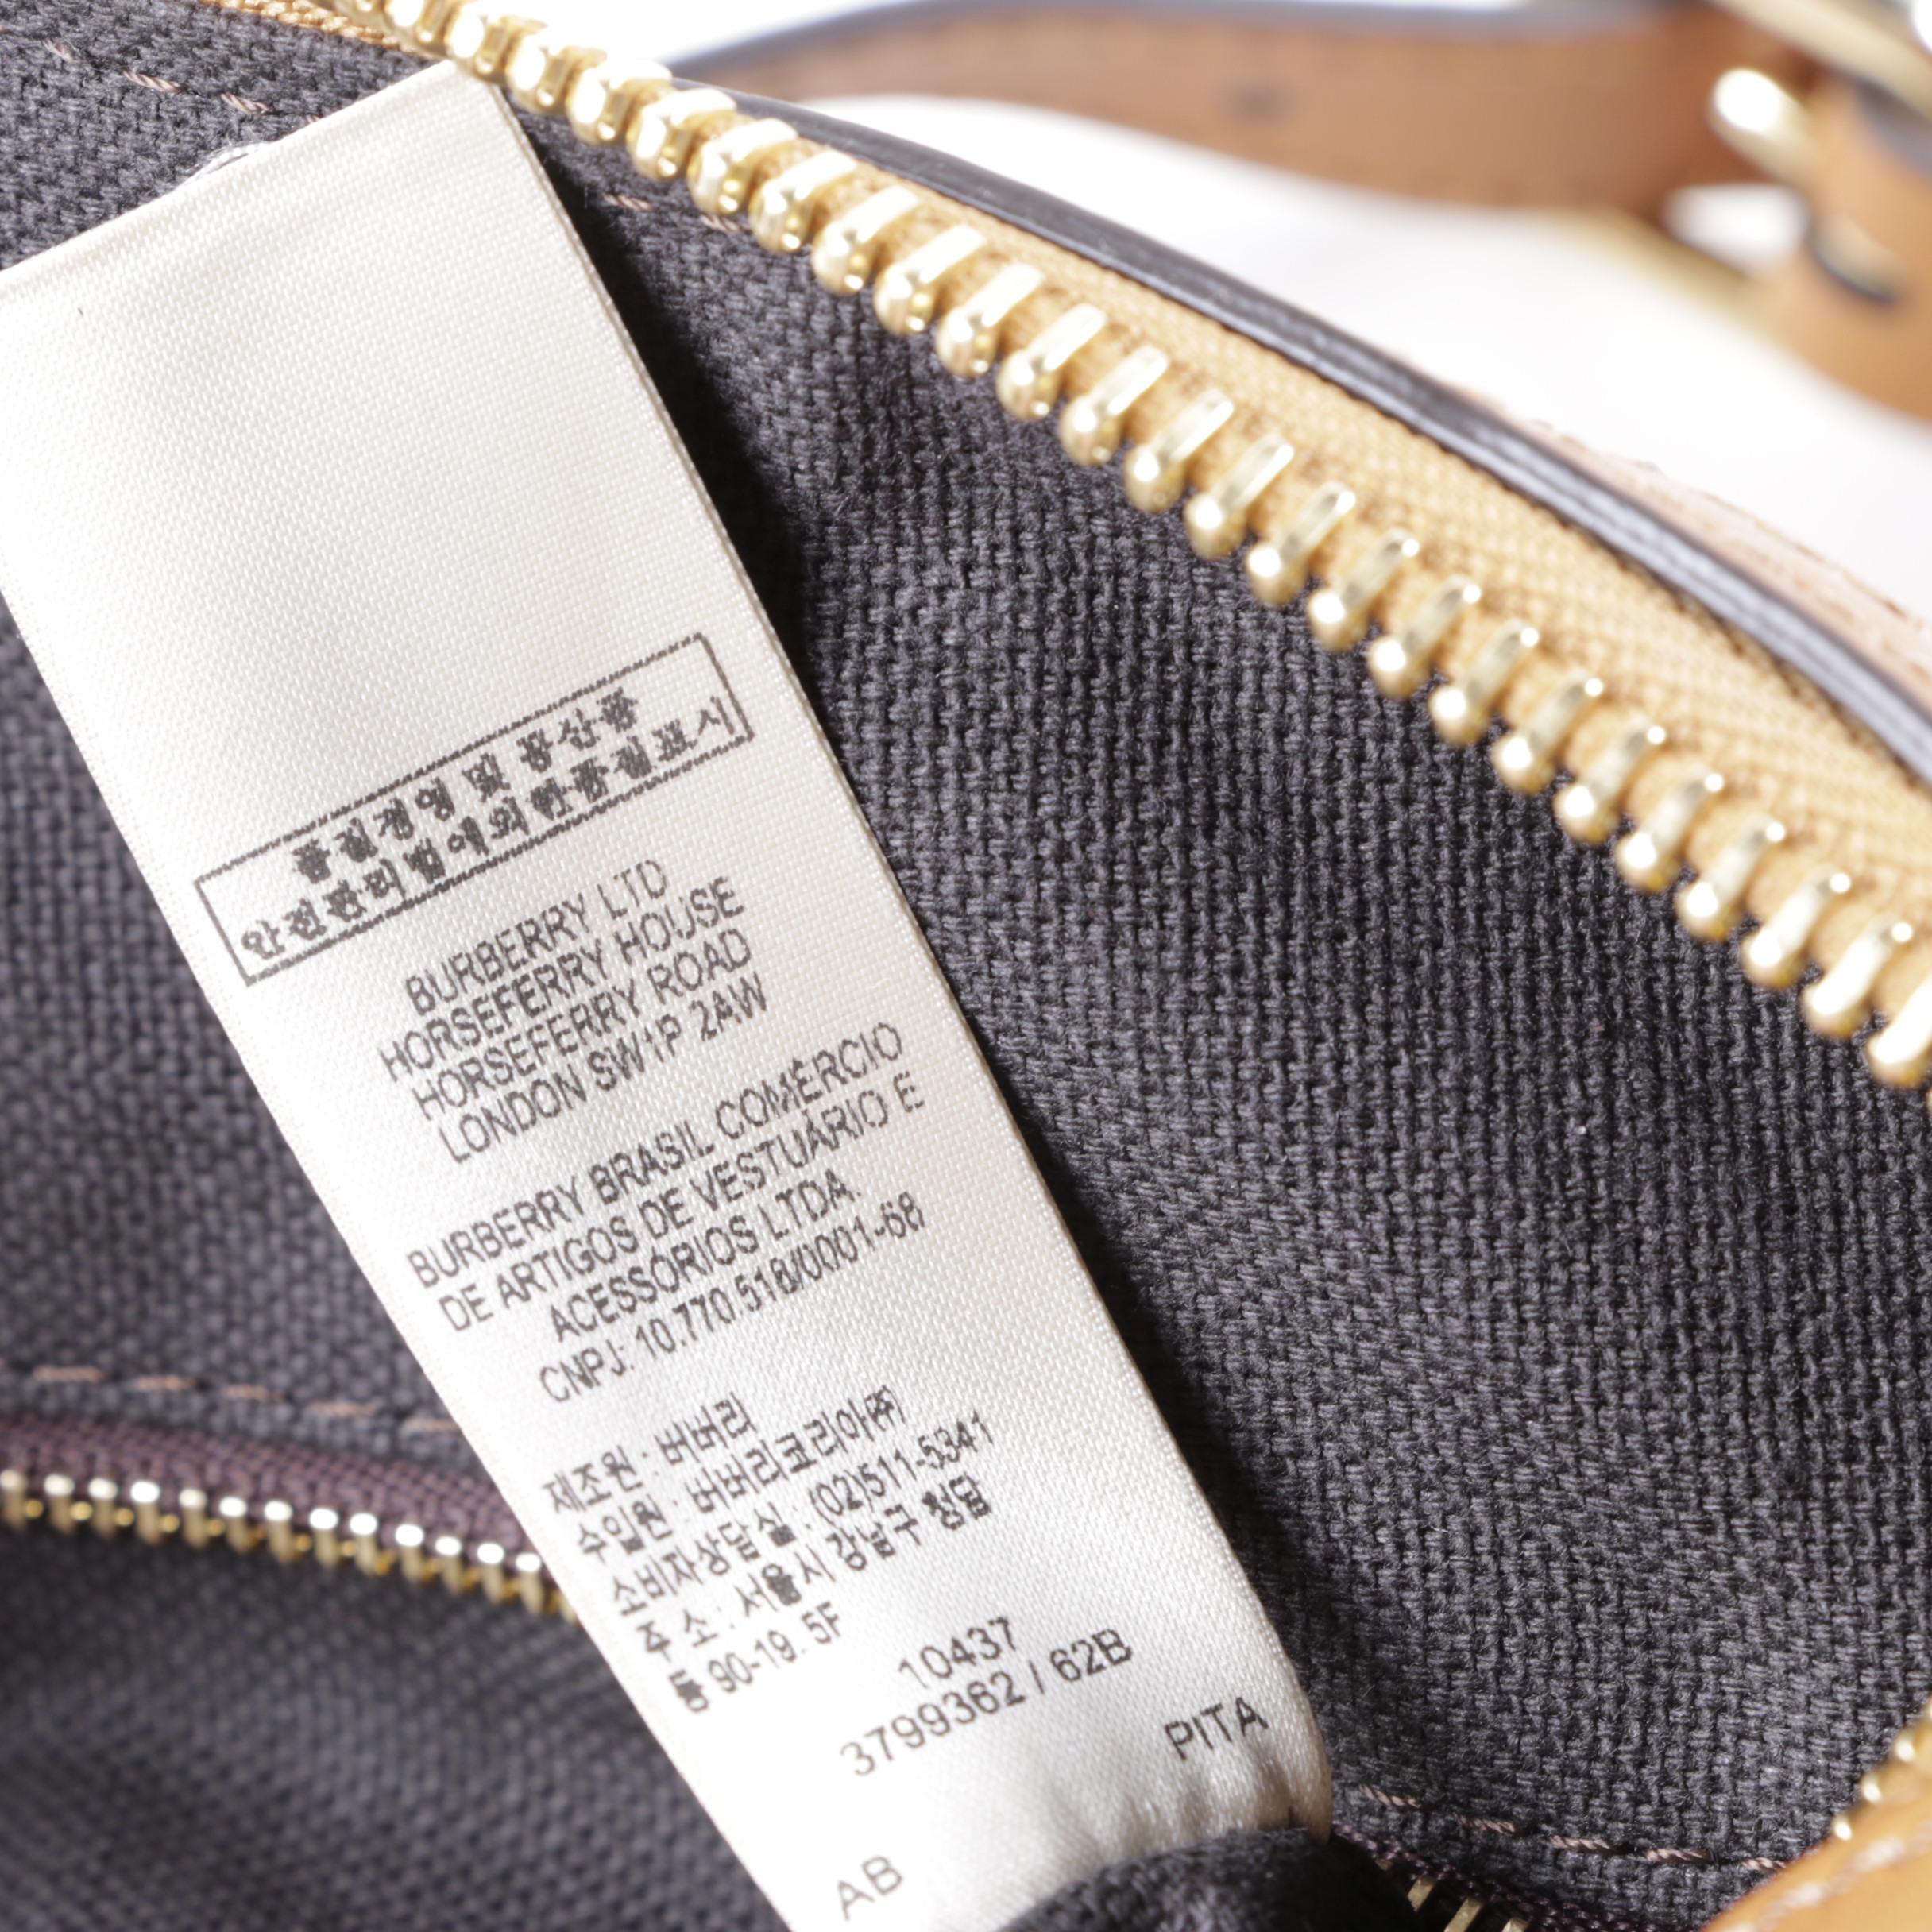 품질경영 및 공산품
안전관리법에의한품질표시
BURBERRY LTD
HORSEFERRY HOUSE
HORSEFERRY ROAD
LONDON SW1P 2AW
BURBERRY BRASIL COMÉRCIO
DE ARTIGOS DE VESTUÁRIO E
ACESSÓRIOS LTDA.
CNPJ: 10.770.518/0001-68
제조원 : 버버리
수입원 : 버버리코리아㈜
소비자상담실 : (02)511-5341
주 소 : 서울시 강남구 청담
동 90-19. 5F
10437
3799362 / 62B
PITA
AB